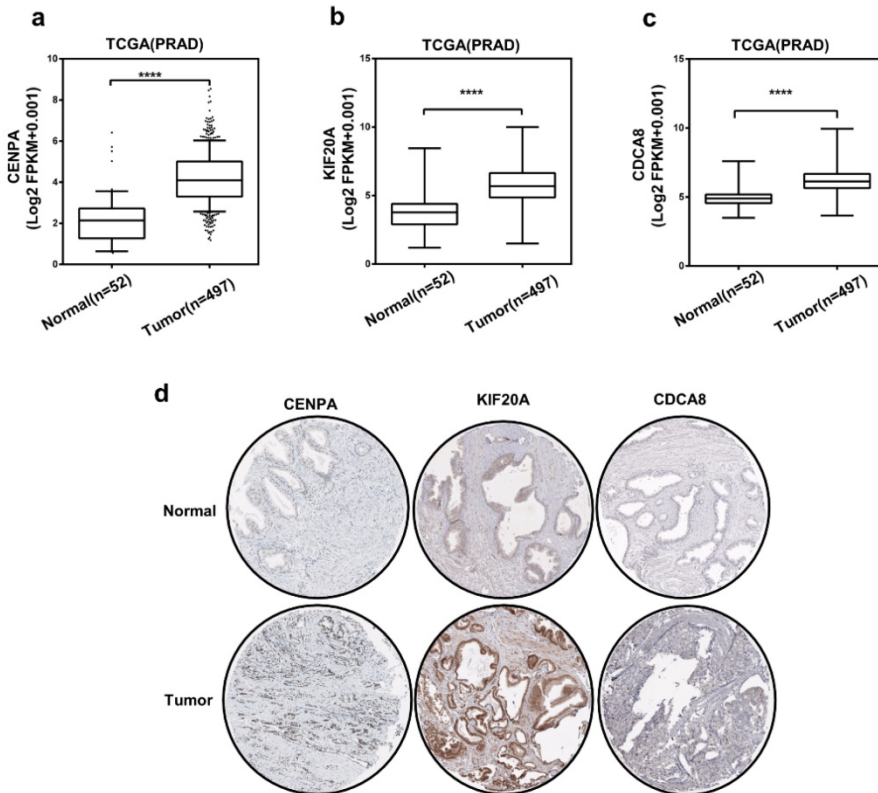 a
TCGA(PRAD)
CENPA
(Log2 FPKM+0.001)
10
8
6
4
2
0
****
Normal(n=52)
Tumor(n=497)
b
TCGA(PRAD)
KIF20A
(Log2 FPKM+0.001)
15
10
5
0
****
Normal(n=52)
Tumor(n=497)
c
TCGA(PRAD)
CDCA8
(Log2 FPKM+0.001)
15
10
5
0
****
Normal(n=52)
Tumor(n=497)
d
CENPA
KIF20A
CDCA8
Normal
Tumor